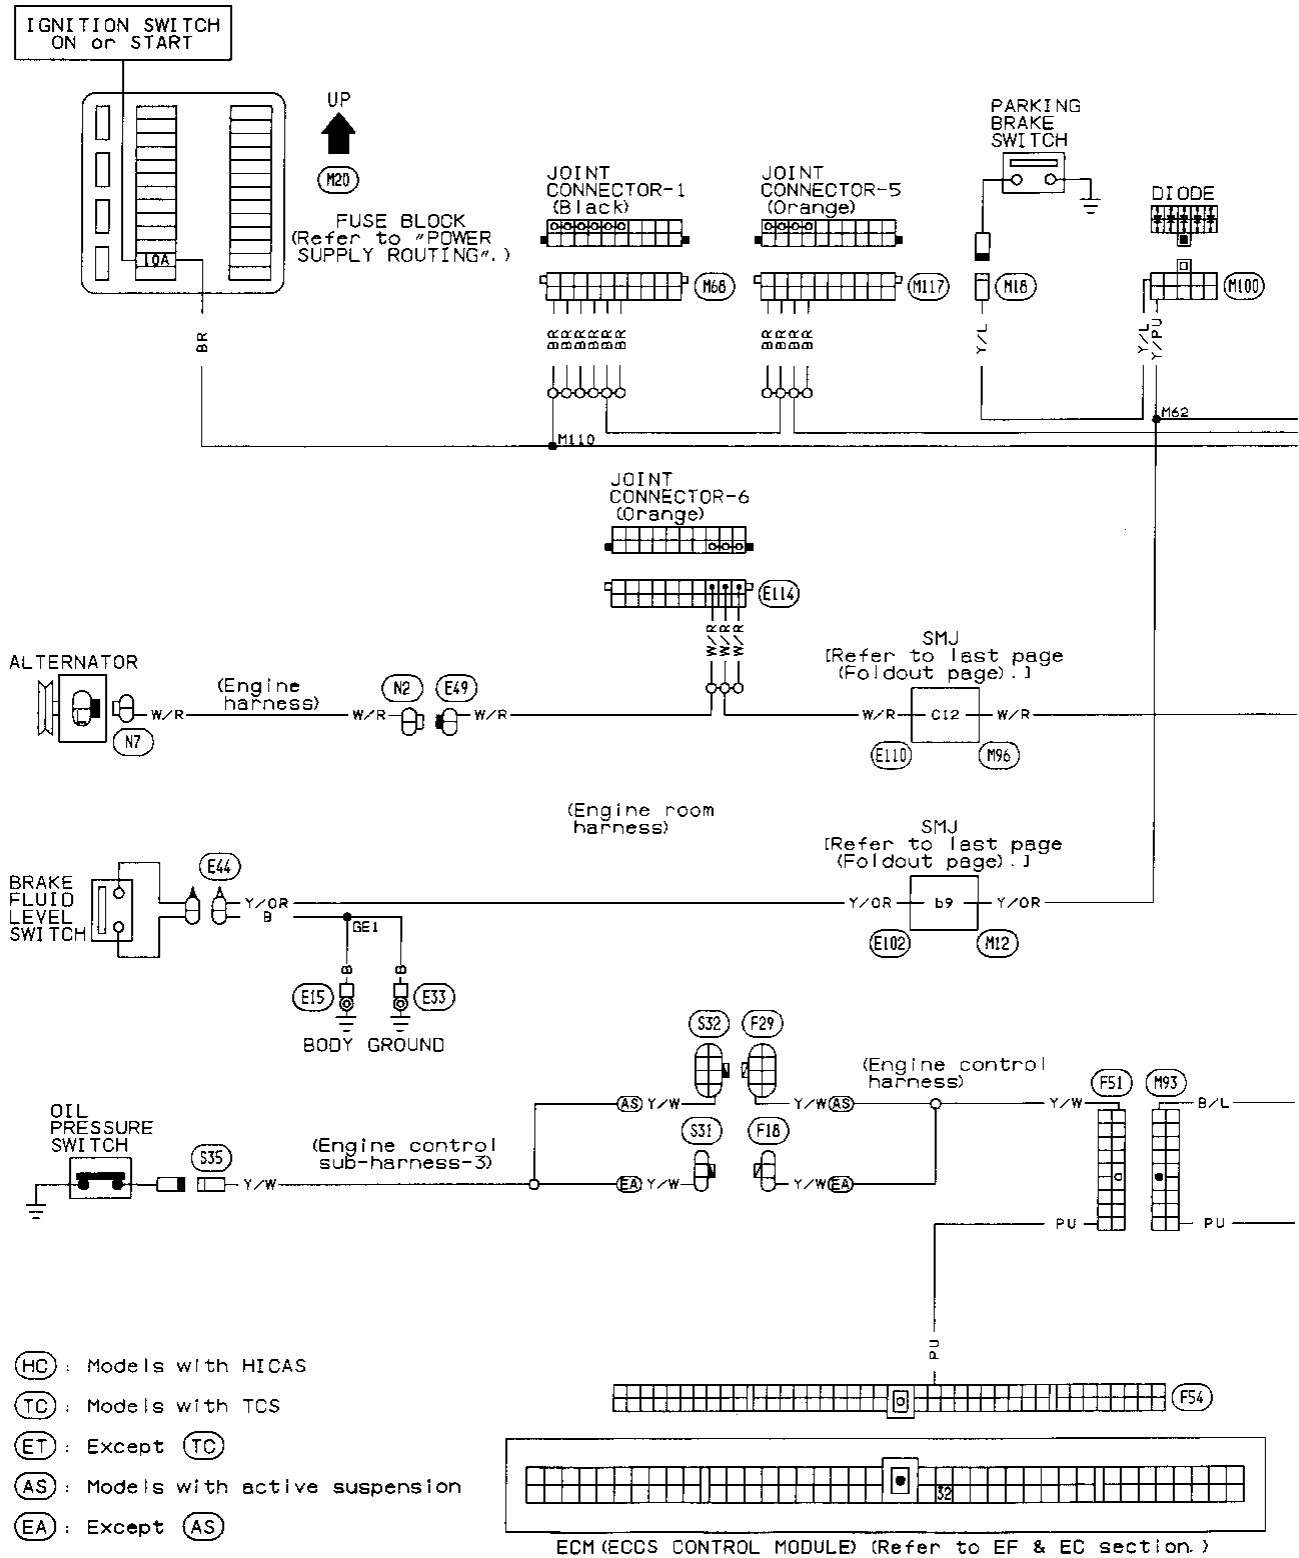 IGNITION SWITCH
ON or START
UP
M20
FUSE BLOCK
(Refer to "POWER
SUPPLY ROUTING".)
10A
BR
JOINT
CONNECTOR-1
(Black)
M68
BR BR BR BR BR BR
M110
JOINT
CONNECTOR-5
(Orange)
M117
BR BR BR BR
PARKING
BRAKE
SWITCH
M18
Y/L
DIODE
M100
Y/L
Y/PU
M62
JOINT
CONNECTOR-6
(Orange)
E114
W/R W/R W/R
ALTERNATOR
N7
W/R
(Engine
harness)
W/R
N2
E49
W/R
SMJ
[Refer to last page
(Foldout page).]
W/R
C12
W/R
E110
M96
(Engine room
harness)
SMJ
[Refer to last page
(Foldout page).]
Y/OR
b9
Y/OR
E102
M12
BRAKE
FLUID
LEVEL
SWITCH
E44
Y/OR
B
GE1
B
B
E15
E33
BODY GROUND
S32
F29
(Engine control
harness)
AS Y/W
Y/W AS
Y/W
F51
M93
B/L
OIL
PRESSURE
SWITCH
S35
Y/W
(Engine control
sub-harness-3)
S31
F18
EA Y/W
Y/W EA
PU
PU
PU
HC : Models with HICAS
TC : Models with TCS
ET : Except TC
AS : Models with active suspension
EA : Except AS
F54
32
ECM (ECCS CONTROL MODULE) (Refer to EF & EC section.)